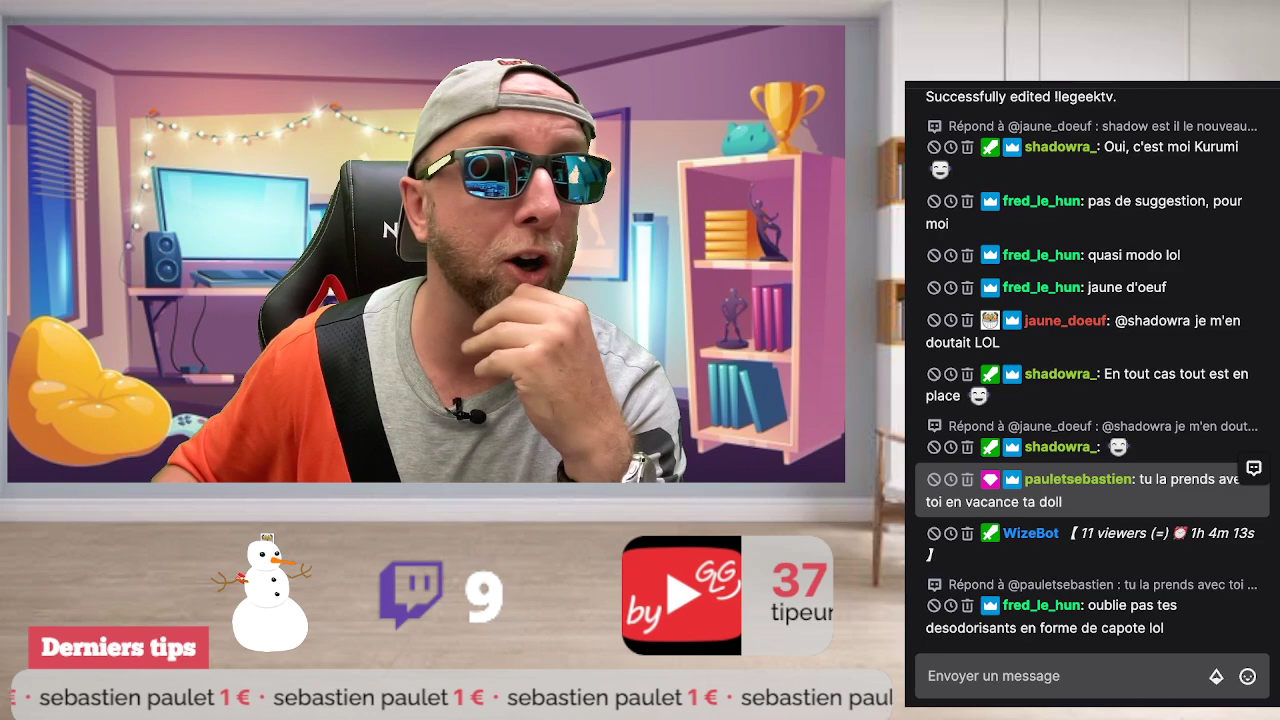 Successfully edited !legeektv.
Répond à @jaune_doeuf : shadow est il le nouveau...
shadowra_: Oui, c'est moi Kurumi
fred_le_hun: pas de suggestion, pour
moi
fred_le_hun: quasi modo lol
fred_le_hun: jaune d'oeuf
jaune_doeuf: @shadowra je m'en
doutait LOL
shadowra_: En tout cas tout est en
place
Répond à @jaune_doeuf : @shadowra je m'en dout...
shadowra_:
pauletsebastien: tu la prends ave
toi en vacance ta doll
WizeBot 【 11 viewers (=) ⏰ 1h 4m 13s
】
Répond à @pauletsebastien : tu la prends avec toi ...
fred_le_hun: oublie pas tes
desodorisants en forme de capote lol
Envoyer un message
N
9
by GG
37
tipeur
Derniers tips
€ · sebastien paulet 1 € · sebastien paulet 1 € · sebastien paulet 1 € · sebastien paul